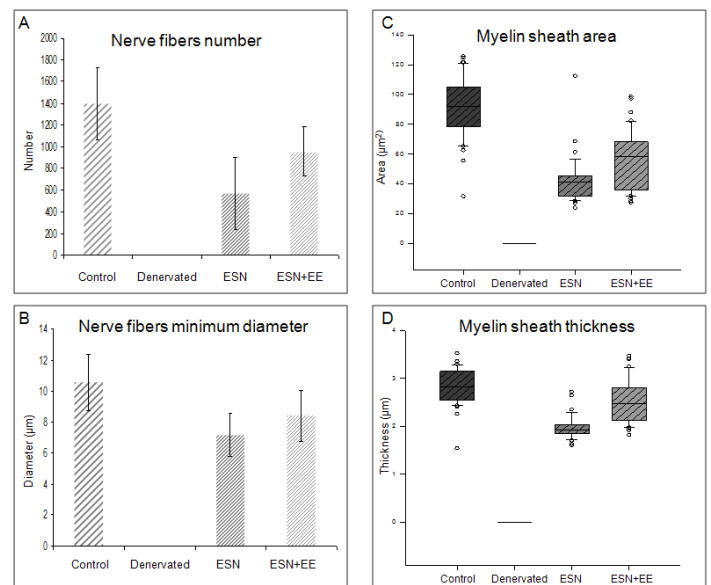 A
Nerve fibers number
2000
1800
1600
1400
1200
1000
800
600
400
200
0
Number
Control Denervated ESN ESN+EE
C
Myelin sheath area
140
120
100
80
60
40
20
0
Area (µm²)
Control Denervated ESN ESN+EE
B
Nerve fibers minimum diameter
14
12
10
8
6
4
2
0
Diameter (µm)
Control Denervated ESN ESN+EE
D
Myelin sheath thickness
4
3
2
1
0
Thickness (µm)
Control Denervated ESN ESN+EE